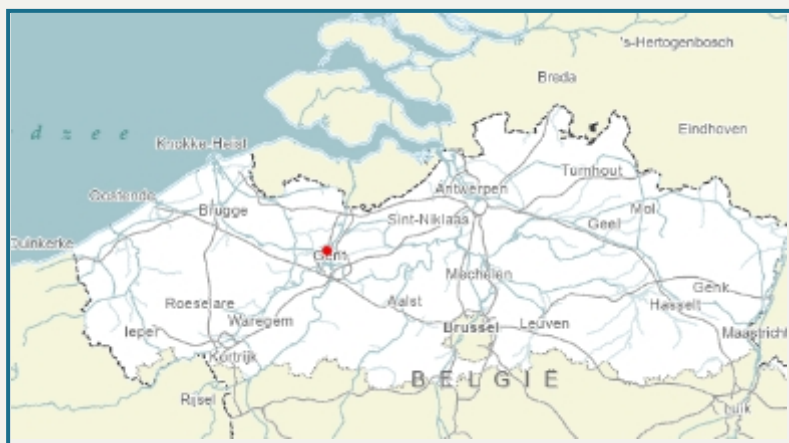 's-Hertogenbosch
Breda
dzee
Eindhoven
Knokke-Heist
Turnhout
Oostende
Antwerpen
Brugge
Sint-Niklaas
Mol
Geel
Duinkerke
Gent
Mechelen
Genk
Roeselare
Aalst
Hasselt
Ieper
Waregem
Brussel
Leuven
Maastricht
Kortrijk
BELGIË
Rijsel
Luik